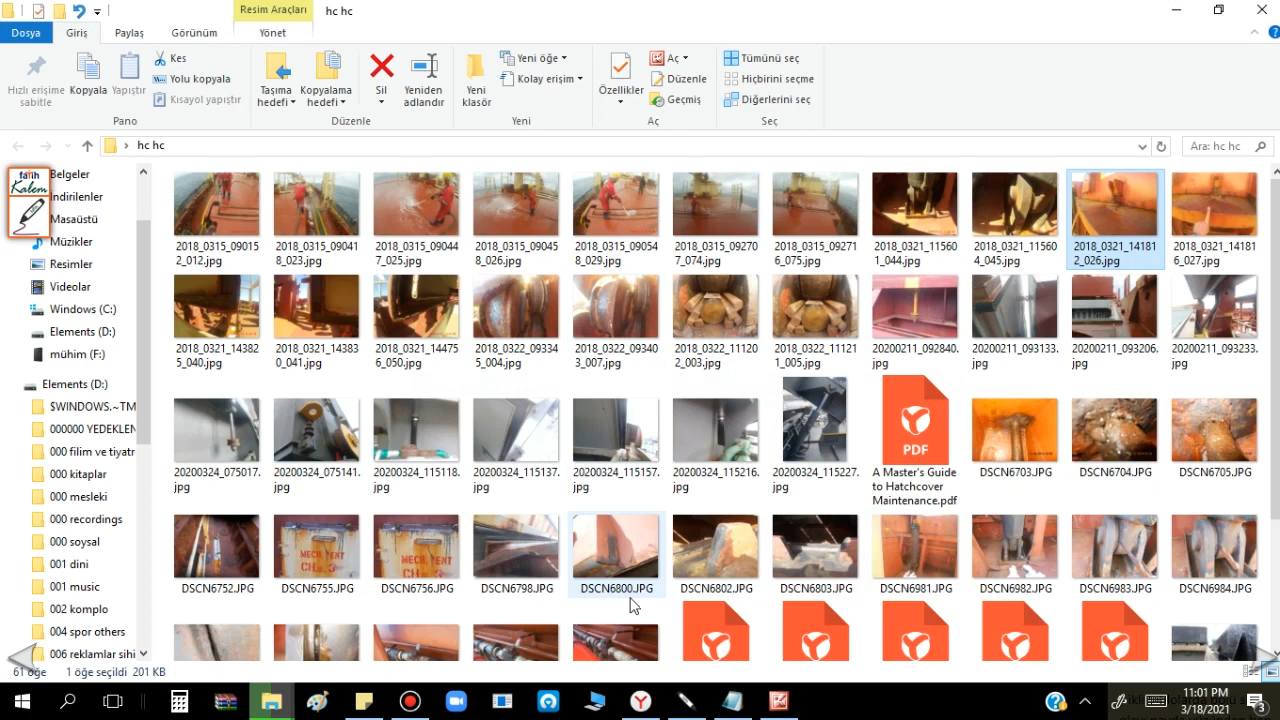 Resim Araçları
hc hc
Dosya
Giriş
Paylaş
Görünüm
Yönet
Hızlı erişime sabitle
Kopyala
Yapıştır
Kes
Yolu kopyala
Kısayol yapıştır
Pano
Taşıma hedefi
Kopyalama hedefi
Sil
Yeniden adlandır
Düzenle
Yeni klasör
Yeni öğe
Kolay erişim
Yeni
Özellikler
Aç
Düzenle
Geçmiş
Aç
Tümünü seç
Hiçbirini seçme
Diğerlerini seç
Seç
hc hc
Ara: hc hc
fatih
Kalem
Belgeler
İndirilenler
Masaüstü
Müzikler
Resimler
Videolar
Windows (C:)
Elements (D:)
mühim (F:)
Elements (D:)
$WINDOWS.~TM
000000 YEDEKLEN
000 filim ve tiyatr
000 kitaplar
000 mesleki
000 recordings
000 soysal
001 dini
001 music
002 komplo
004 spor others
006 reklamlar sihi
2018_0315_090152_012.jpg
2018_0315_090418_023.jpg
2018_0315_090447_025.jpg
2018_0315_090458_026.jpg
2018_0315_090548_029.jpg
2018_0315_092707_074.jpg
2018_0315_092716_075.jpg
2018_0321_115601_044.jpg
2018_0321_115604_045.jpg
2018_0321_141812_026.jpg
2018_0321_141816_027.jpg
2018_0321_143825_040.jpg
2018_0321_143830_041.jpg
2018_0321_144756_050.jpg
2018_0322_093345_004.jpg
2018_0322_093403_007.jpg
2018_0322_111202_003.jpg
2018_0322_111211_005.jpg
20200211_092840.jpg
20200211_093133.jpg
20200211_093206.jpg
20200211_093233.jpg
20200324_075017.jpg
20200324_075141.jpg
20200324_115118.jpg
20200324_115137.jpg
20200324_115157.jpg
20200324_115216.jpg
20200324_115227.jpg
PDF
A Master's Guide to Hatchcover Maintenance.pdf
DSCN6703.JPG
DSCN6704.JPG
DSCN6705.JPG
DSCN6752.JPG
MECH. VENT
DSCN6755.JPG
MECH. VENT
DSCN6756.JPG
DSCN6798.JPG
DSCN6800.JPG
DSCN6802.JPG
DSCN6803.JPG
DSCN6981.JPG
DSCN6982.JPG
DSCN6983.JPG
DSCN6984.JPG
61 öğe
1 öğe seçildi
201 KB
11:01 PM
3/18/2021
3